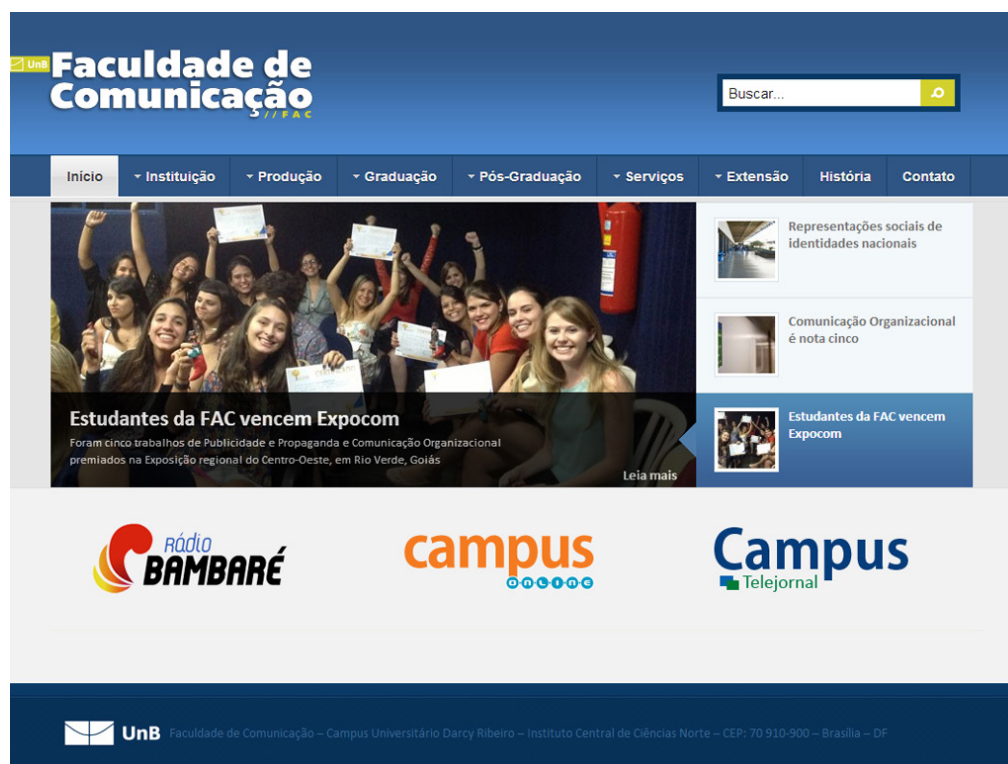 UnB
Faculdade de
Comunicação
//FAC
Buscar...
Início
Instituição
Produção
Graduação
Pós-Graduação
Serviços
Extensão
História
Contato
Estudantes da FAC vencem Expocom
Foram cinco trabalhos de Publicidade e Propaganda e Comunicação Organizacional
premiados na Exposição regional do Centro-Oeste, em Rio Verde, Goiás
Leia mais
Representações sociais de
identidades nacionais
Comunicação Organizacional
é nota cinco
Estudantes da FAC vencem
Expocom
Rádio
BAMBARÉ
campus
online
Campus
Telejornal
UnB Faculdade de Comunicação – Campus Universitário Darcy Ribeiro – Instituto Central de Ciências Norte – CEP: 70 910-900 – Brasília – DF